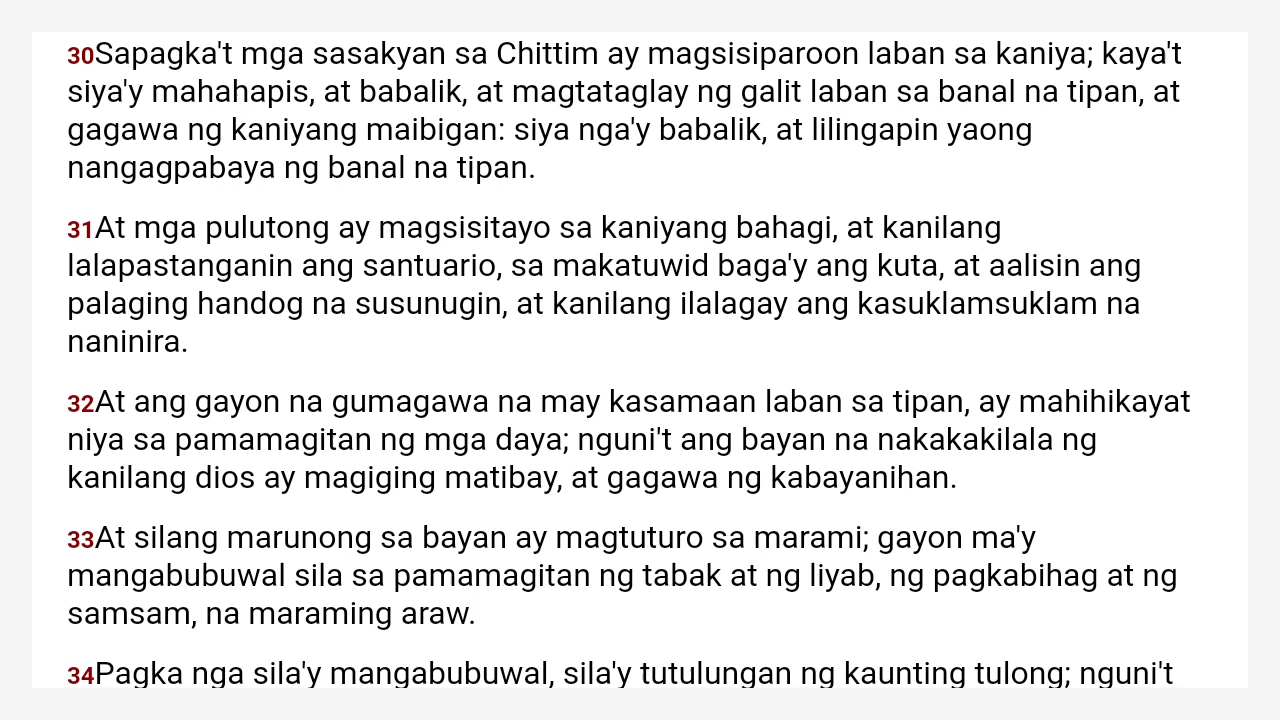 30Sapagka't mga sasakyan sa Chittim ay magsisiparoon laban sa kaniya; kaya't
siya'y mahahapis, at babalik, at magtataglay ng galit laban sa banal na tipan, at
gagawa ng kaniyang maibigan: siya nga'y babalik, at lilingapin yaong
nangagpabaya ng banal na tipan.
31At mga pulutong ay magsisitayo sa kaniyang bahagi, at kanilang
lalapastanganin ang santuario, sa makatuwid baga'y ang kuta, at aalisin ang
palaging handog na susunugin, at kanilang ilalagay ang kasuklamsuklam na
naninira.
32At ang gayon na gumagawa na may kasamaan laban sa tipan, ay mahihikayat
niya sa pamamagitan ng mga daya; nguni't ang bayan na nakakakilala ng
kanilang dios ay magiging matibay, at gagawa ng kabayanihan.
33At silang marunong sa bayan ay magtuturo sa marami; gayon ma'y
mangabubuwal sila sa pamamagitan ng tabak at ng liyab, ng pagkabihag at ng
samsam, na maraming araw.
34Pagka nga sila'y mangabubuwal, sila'y tutulungan ng kaunting tulong; nguni't